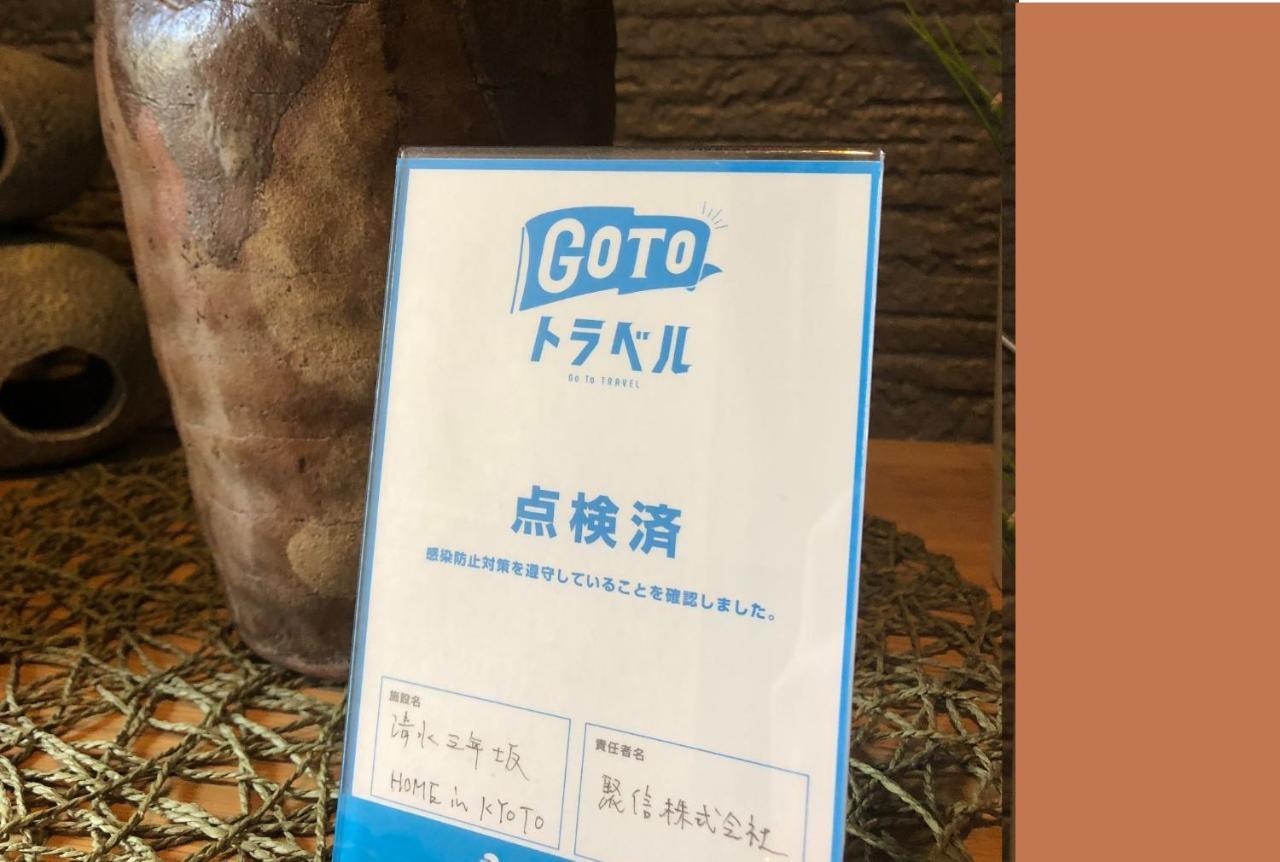 GOTO
トラベル
Go To TRAVEL
点検済
感染防止対策を遵守していることを確認しました。
施設名
清水三年坂
HOME in KYOTO
責任者名
聚信株式会社